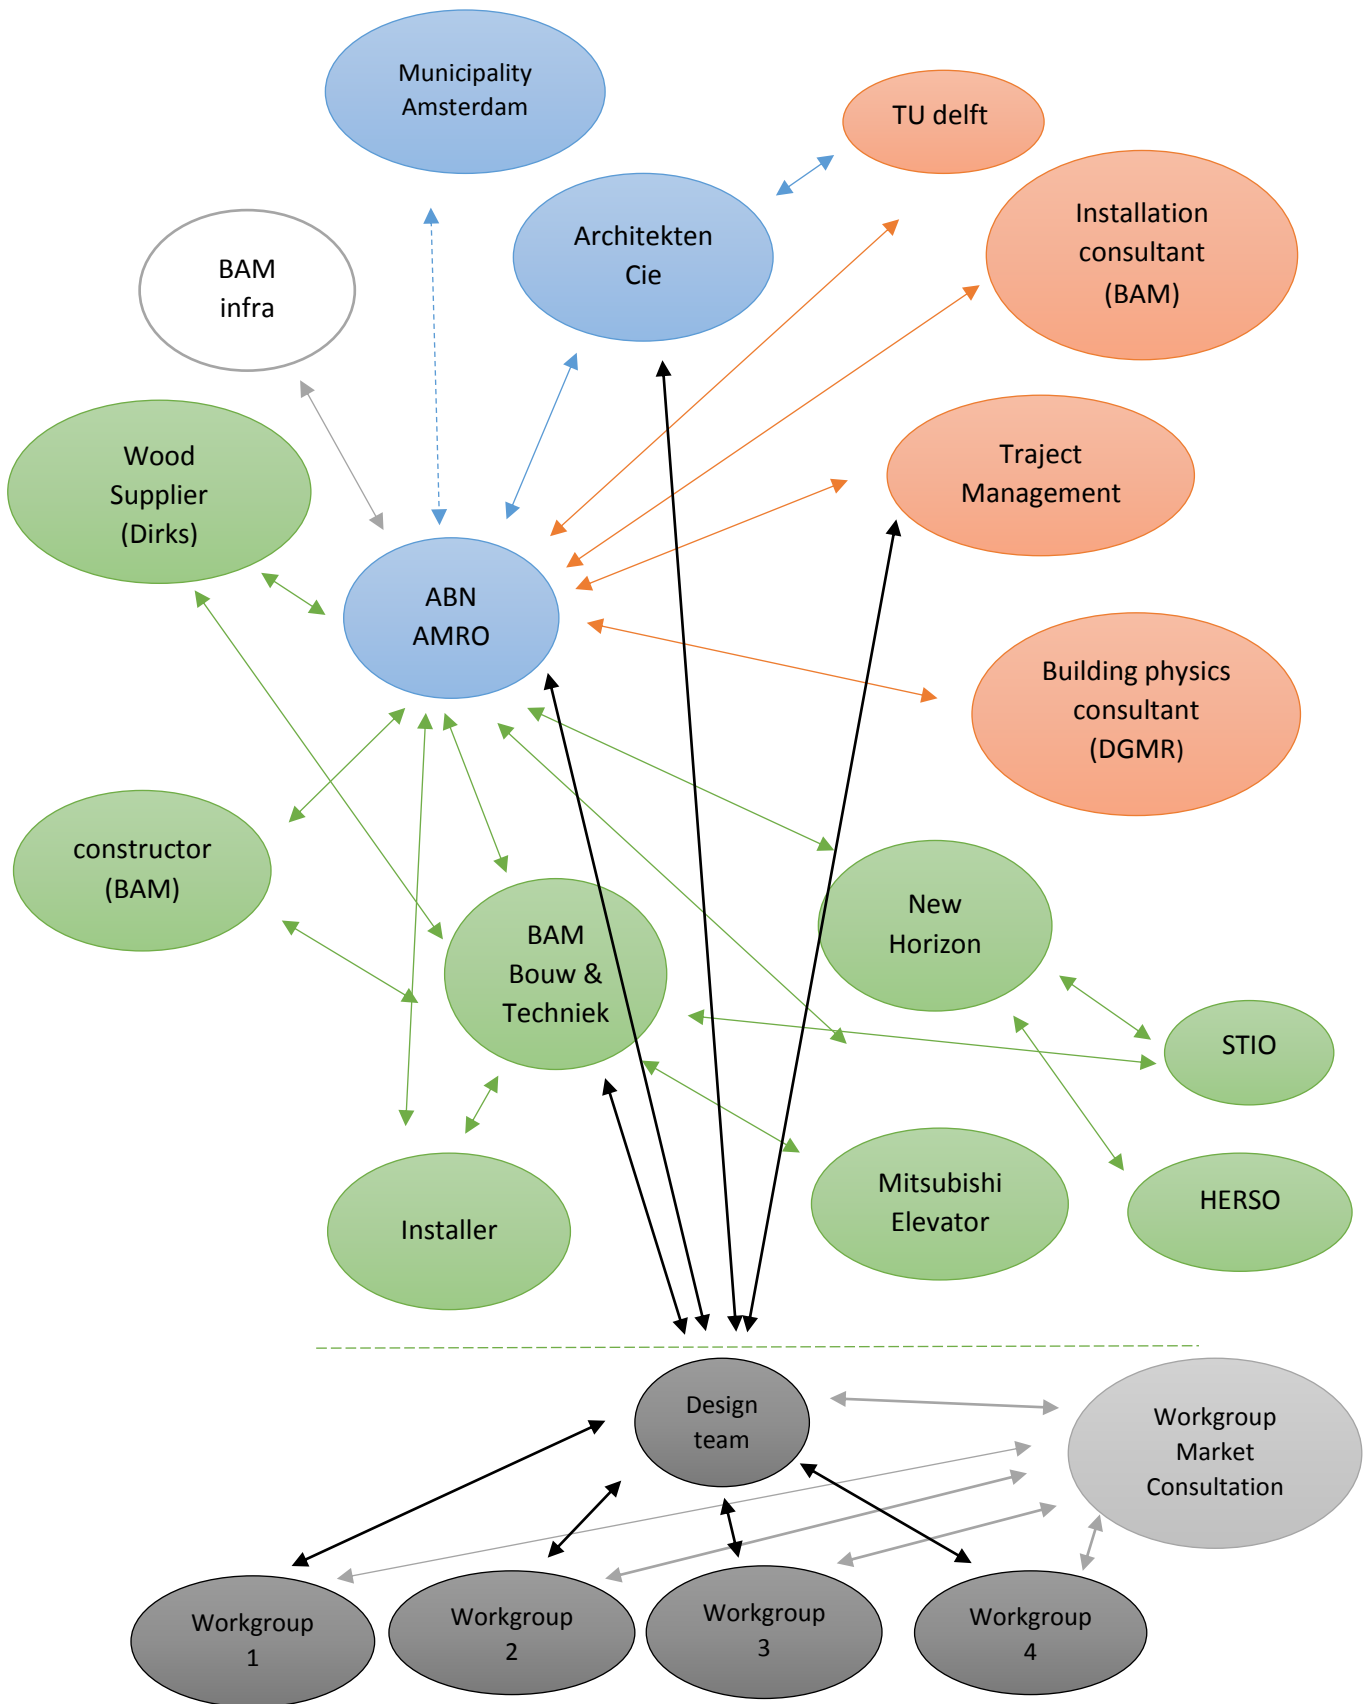 Municipality
Amsterdam
TU delft
Architekten
Cie
Installation
consultant
(BAM)
BAM
infra
Wood
Supplier
(Dirks)
Traject
Management
ABN
AMRO
Building physics
consultant
(DGMR)
constructor
(BAM)
BAM
Bouw &
Techniek
New
Horizon
STIO
Installer
Mitsubishi
Elevator
HERSO
Design
team
Workgroup
Market
Consultation
Workgroup
1
Workgroup
2
Workgroup
3
Workgroup
4